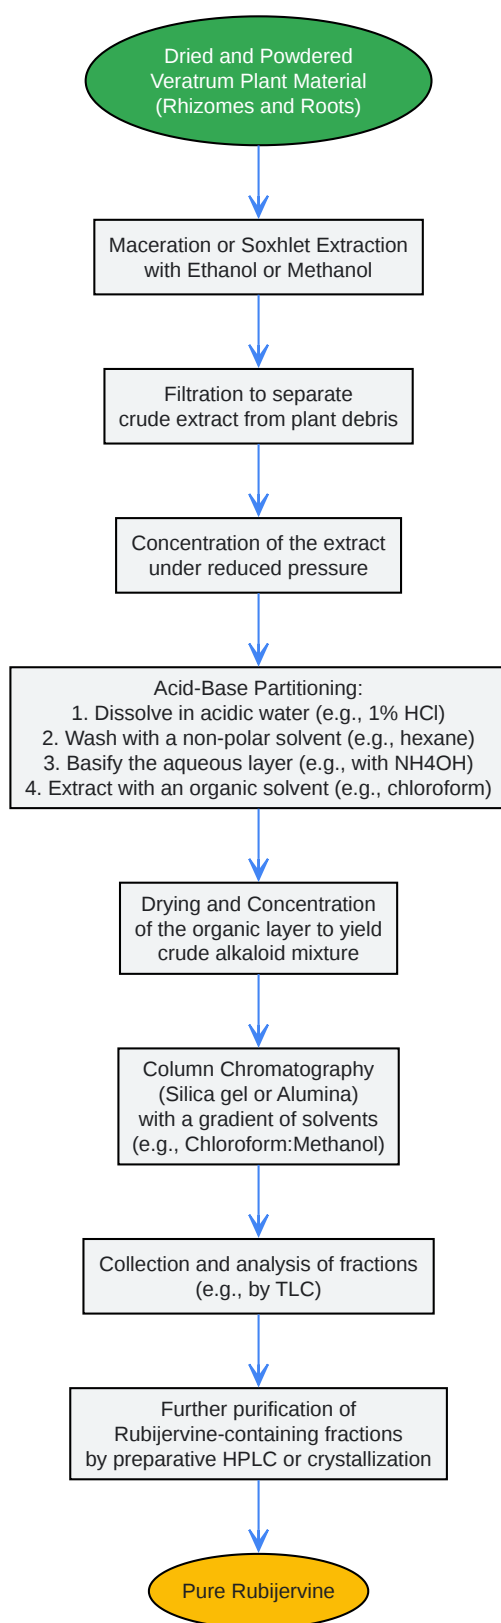 Dried and Powdered
Veratrum Plant Material
(Rhizomes and Roots)
Maceration or Soxhlet Extraction
with Ethanol or Methanol
Filtration to separate
crude extract from plant debris
Concentration of the extract
under reduced pressure
Acid-Base Partitioning:
1. Dissolve in acidic water (e.g., 1% HCl)
2. Wash with a non-polar solvent (e.g., hexane)
3. Basify the aqueous layer (e.g., with NH4OH)
4. Extract with an organic solvent (e.g., chloroform)
Drying and Concentration
of the organic layer to yield
crude alkaloid mixture
Column Chromatography
(Silica gel or Alumina)
with a gradient of solvents
(e.g., Chloroform:Methanol)
Collection and analysis of fractions
(e.g., by TLC)
Further purification of
Rubijervine-containing fractions
by preparative HPLC or crystallization
Pure Rubijervine